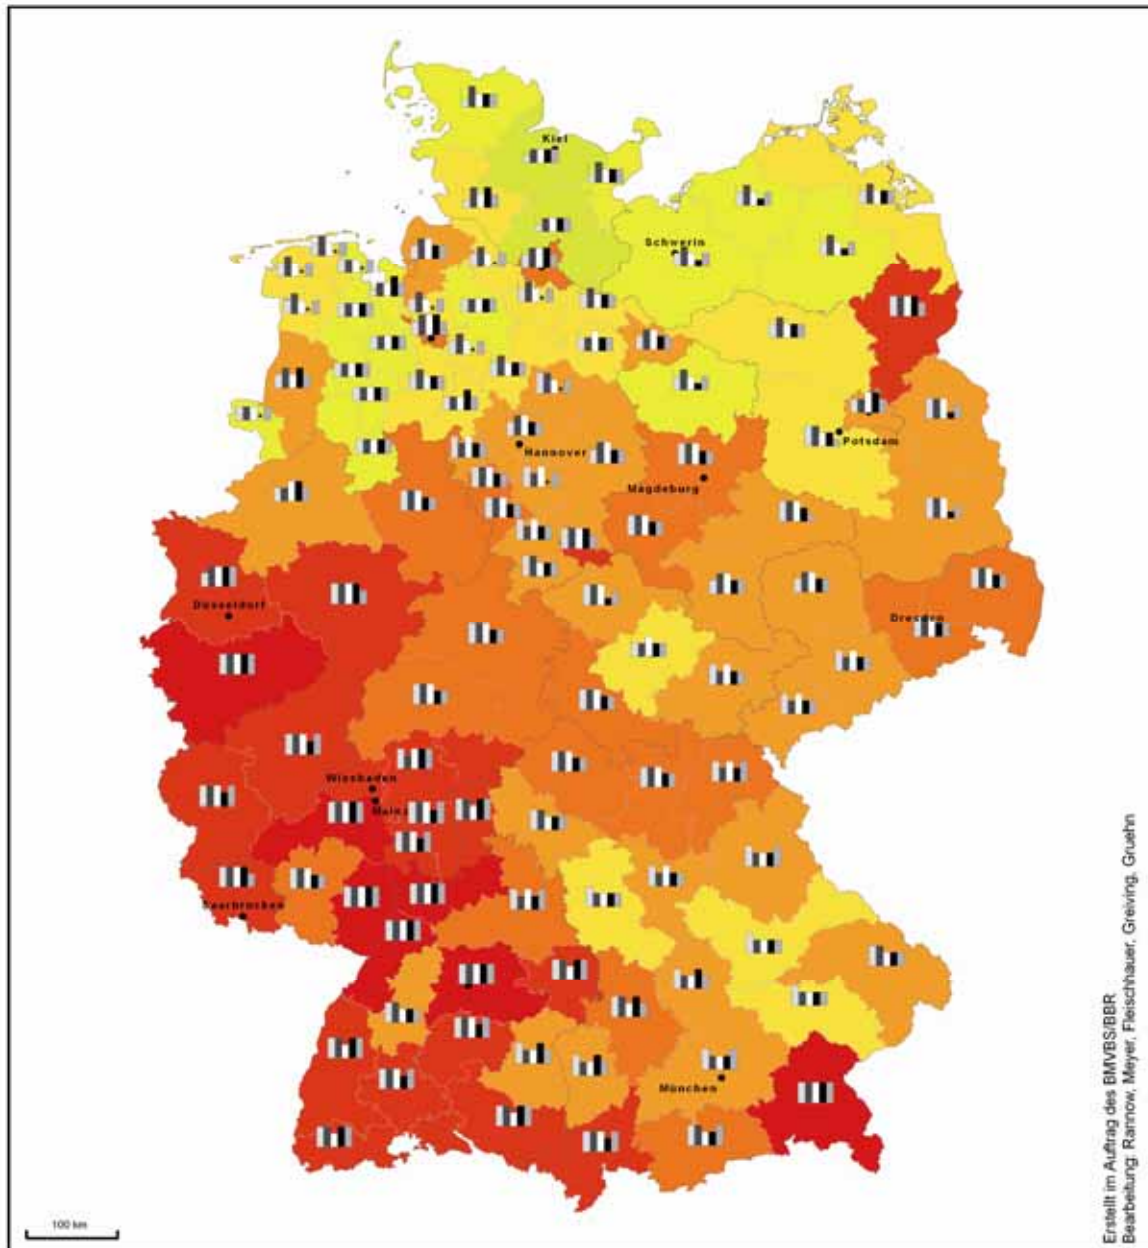 Kiel
Schwerin
Hannover
Potsdam
Magdeburg
Düsseldorf
Dresden
Wiesbaden
Mainz
Saarbrücken
München
100 km
Erstellt im Auftrag des BMVBS/BBR
Bearbeitung: Rannow, Meyer, Fleischhauer, Greiving, Gruehn